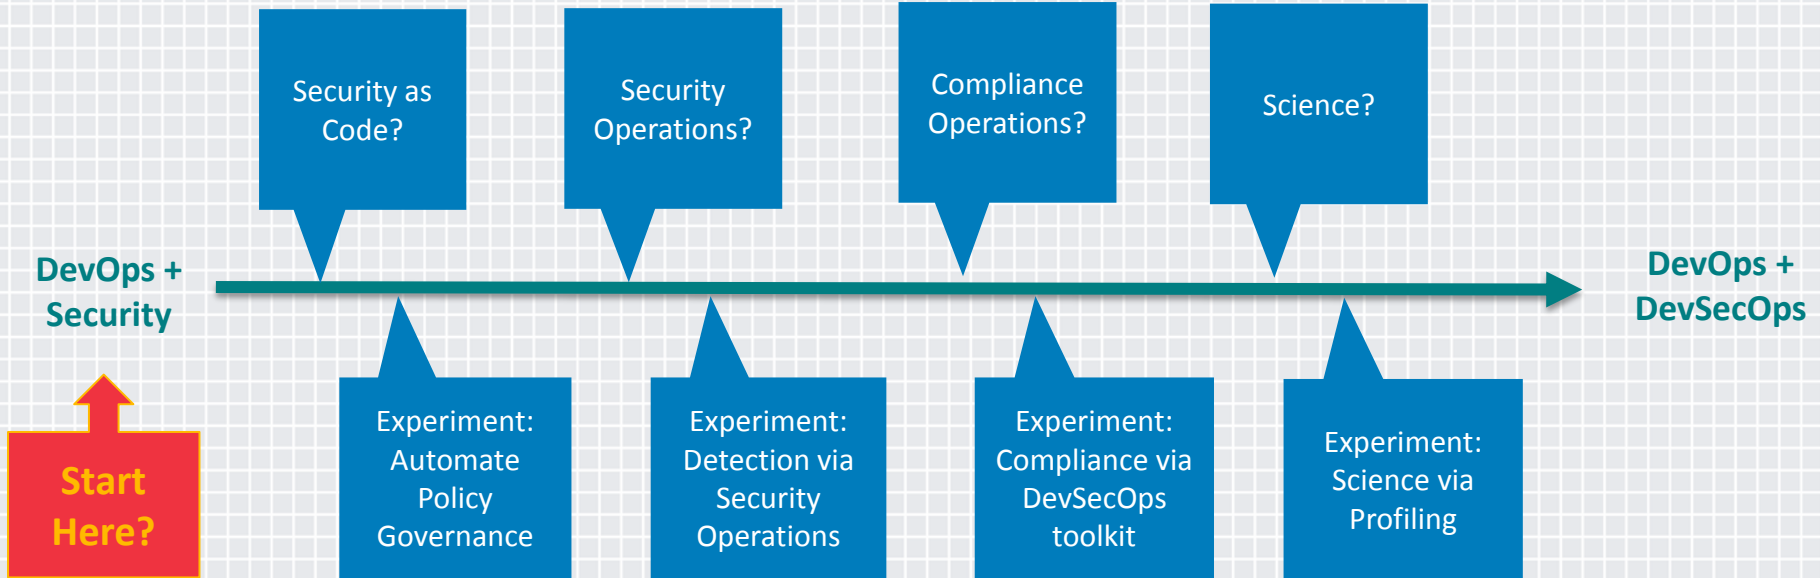 Security as
Code?
Security
Operations?
Compliance
Operations?
Science?
DevOps +
Security
DevOps +
DevSecOps
Start
Here?
Experiment:
Automate
Policy
Governance
Experiment:
Detection via
Security
Operations
Experiment:
Compliance via
DevSecOps
toolkit
Experiment:
Science via
Profiling